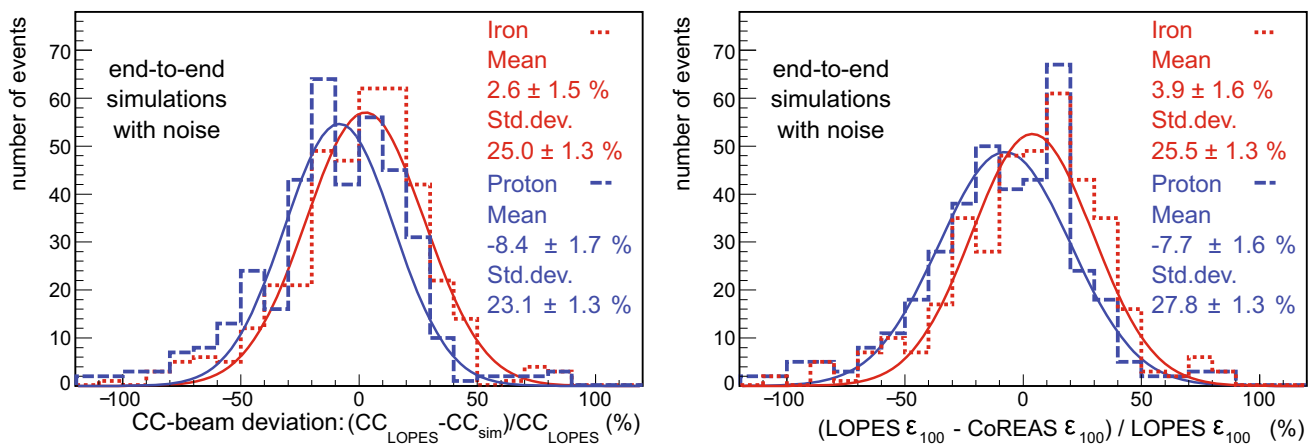 number of events
70
60
50
40
30
20
10
0
end-to-end
simulations
with noise
Iron
Mean
2.6 ± 1.5 %
Std.dev.
25.0 ± 1.3 %
Proton
Mean
-8.4 ± 1.7 %
Std.dev.
23.1 ± 1.3 %
−100 −50 0 50 100
CC-beam deviation: (CC_LOPES-CC_sim)/CC_LOPES (%)
number of events
70
60
50
40
30
20
10
0
end-to-end
simulations
with noise
Iron
Mean
3.9 ± 1.6 %
Std.dev.
25.5 ± 1.3 %
Proton
Mean
-7.7 ± 1.6 %
Std.dev.
27.8 ± 1.3 %
−100 −50 0 50 100
(LOPES ε_100 - CoREAS ε_100) / LOPES ε_100 (%)